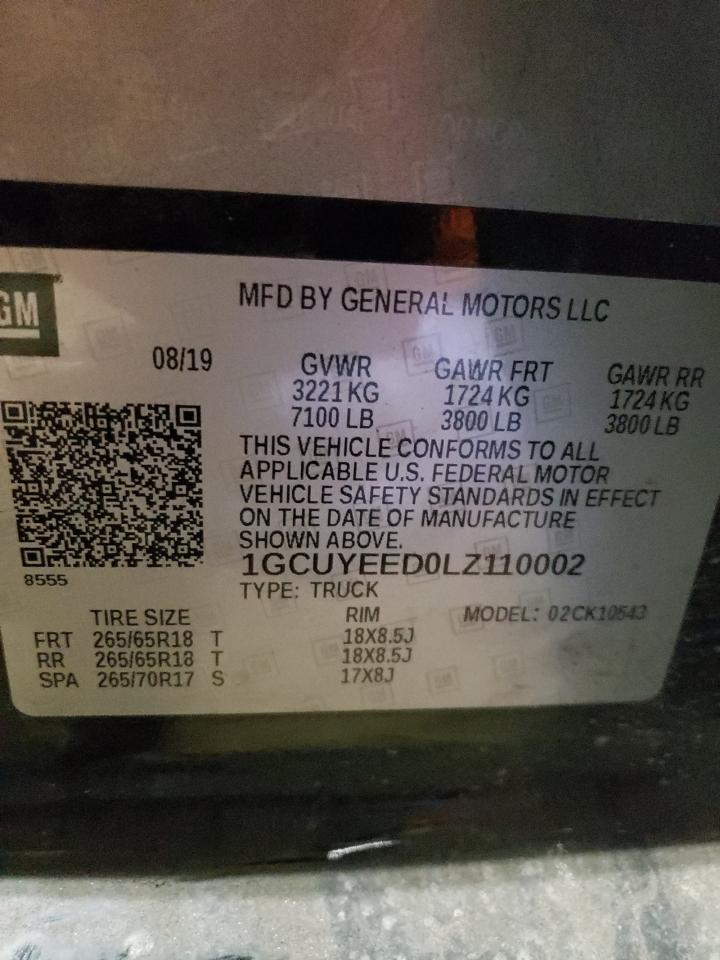 GM
MFD BY GENERAL MOTORS LLC
08/19
GVWR GAWR FRT GAWR RR
3221 KG 1724 KG 1724 KG
7100 LB 3800 LB 3800 LB
THIS VEHICLE CONFORMS TO ALL
APPLICABLE U.S. FEDERAL MOTOR
VEHICLE SAFETY STANDARDS IN EFFECT
ON THE DATE OF MANUFACTURE
SHOWN ABOVE.
1GCUYEED0LZ110002
8555
TYPE: TRUCK
TIRE SIZE RIM MODEL: 02CK10543
FRT 265/65R18 T 18X8.5J
RR 265/65R18 T 18X8.5J
SPA 265/70R17 S 17X8J